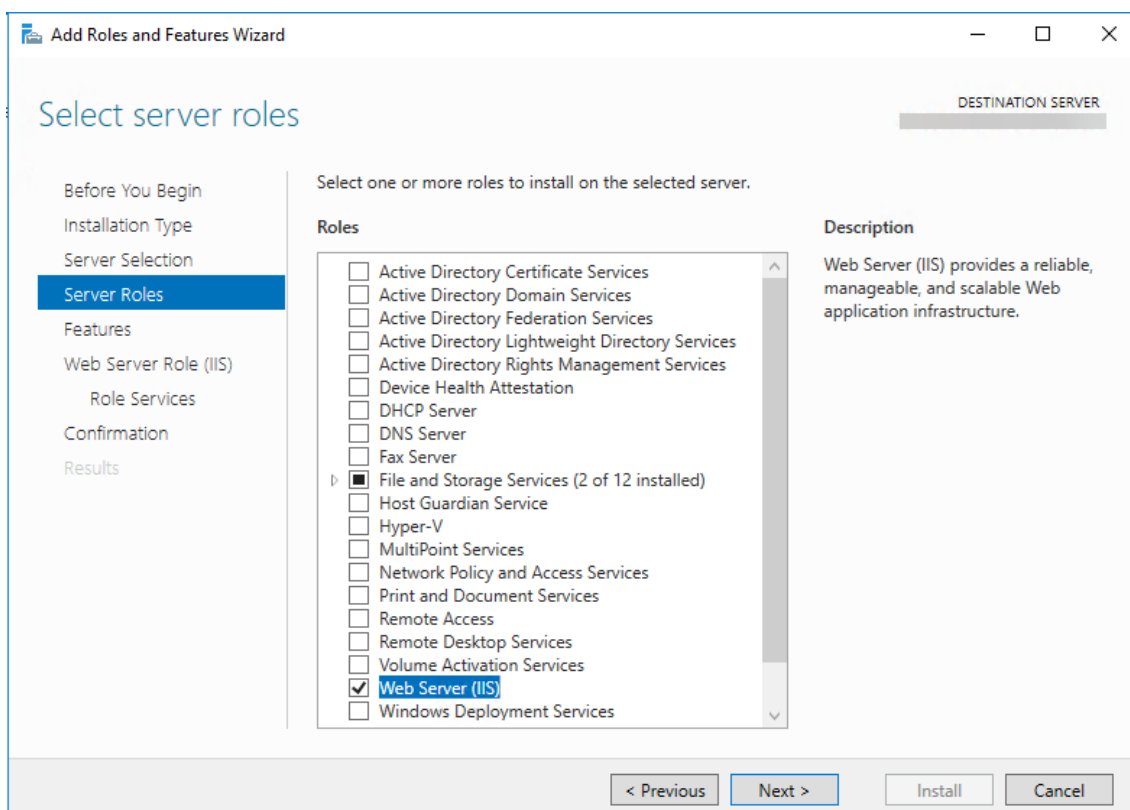 Add Roles and Features Wizard
Select server roles
DESTINATION SERVER
Before You Begin
Installation Type
Server Selection
Server Roles
Features
Web Server Role (IIS)
Role Services
Confirmation
Results
Select one or more roles to install on the selected server.
Roles
Active Directory Certificate Services
Active Directory Domain Services
Active Directory Federation Services
Active Directory Lightweight Directory Services
Active Directory Rights Management Services
Device Health Attestation
DHCP Server
DNS Server
Fax Server
File and Storage Services (2 of 12 installed)
Host Guardian Service
Hyper-V
MultiPoint Services
Network Policy and Access Services
Print and Document Services
Remote Access
Remote Desktop Services
Volume Activation Services
Web Server (IIS)
Windows Deployment Services
Description
Web Server (IIS) provides a reliable,
manageable, and scalable Web
application infrastructure.
< Previous
Next >
Install
Cancel